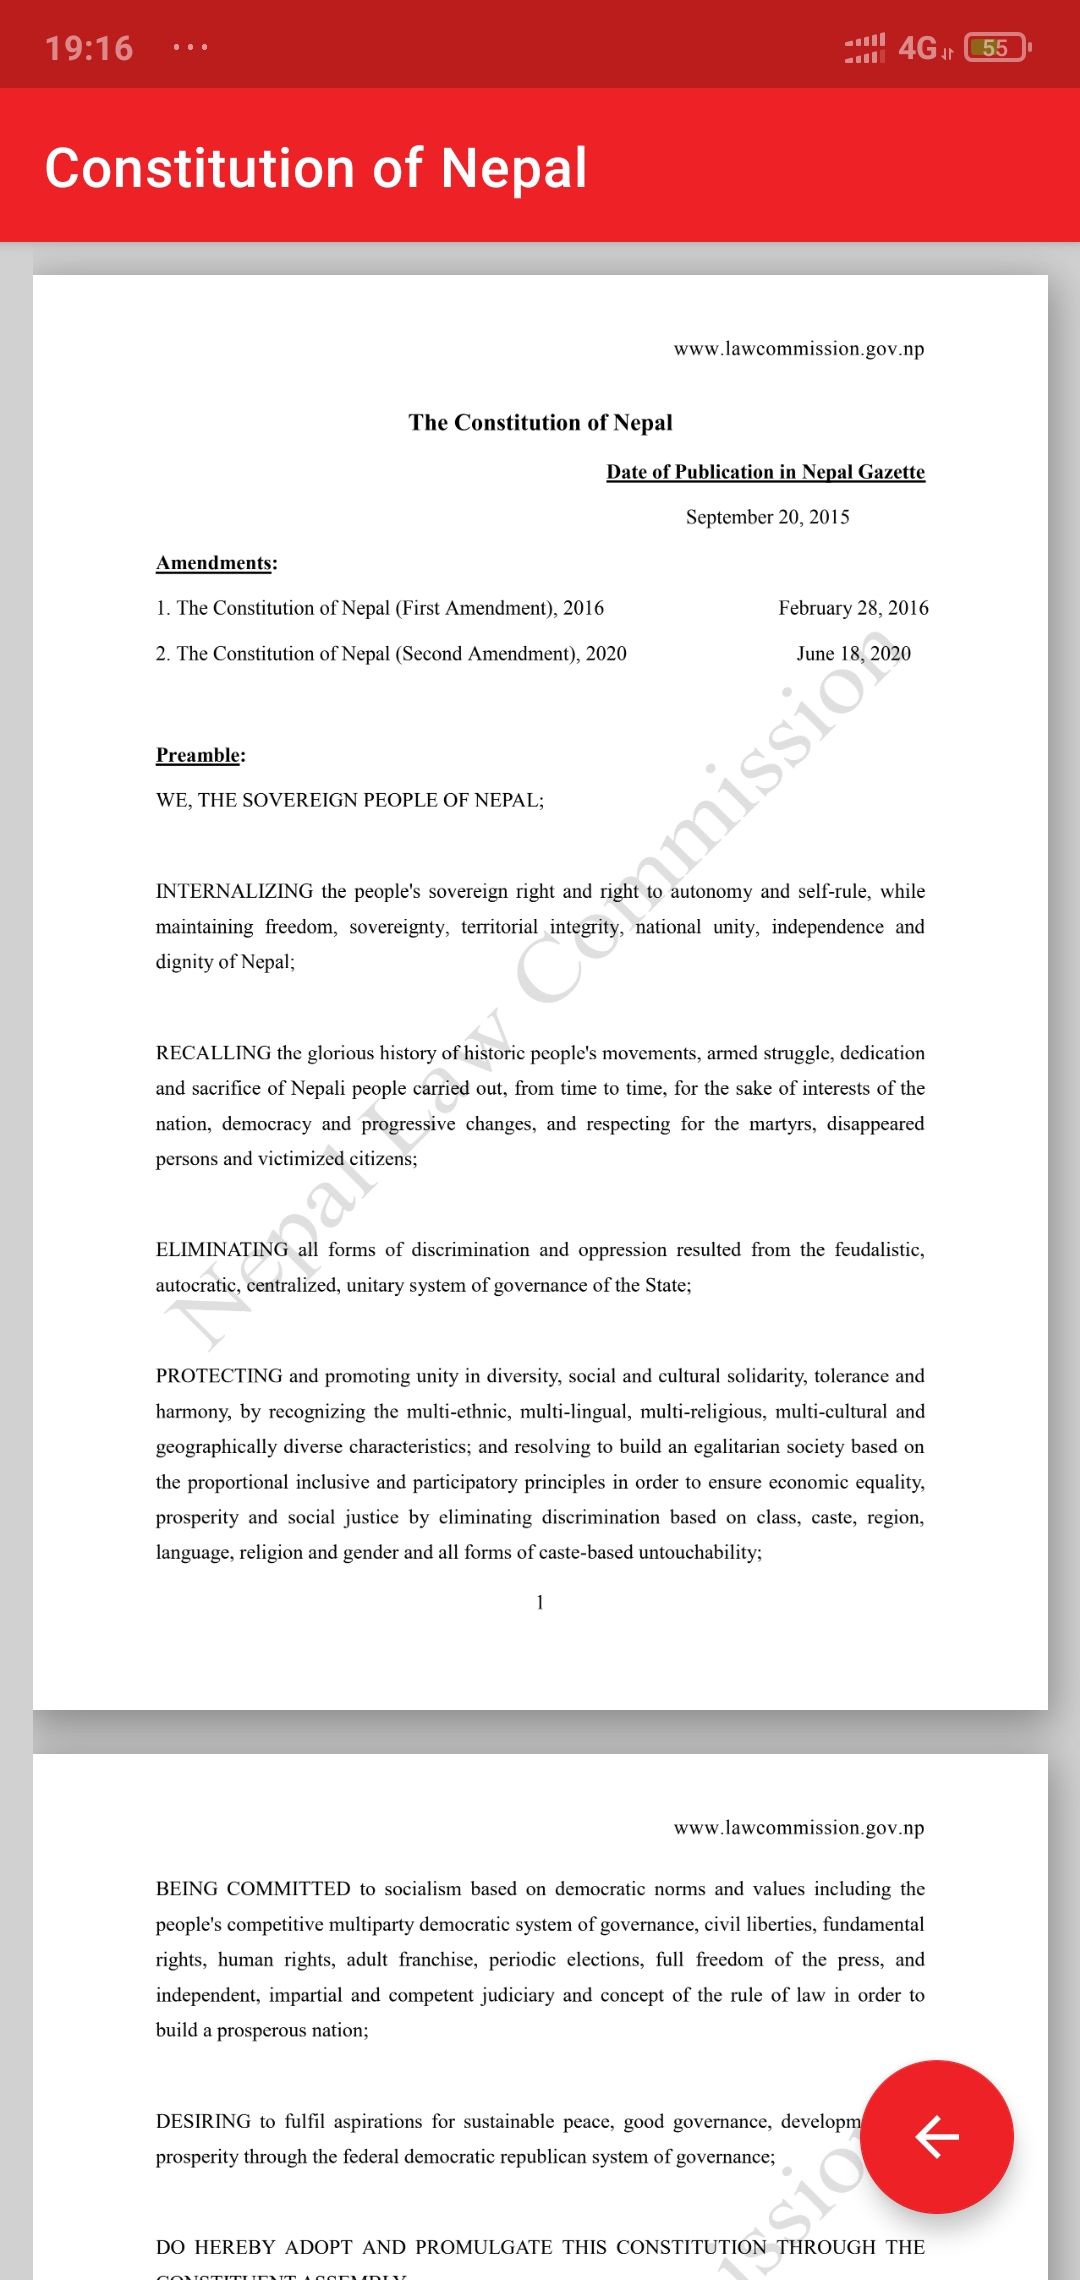 19:16 ...
4G 55
Constitution of Nepal
www.lawcommission.gov.np
The Constitution of Nepal
Date of Publication in Nepal Gazette
September 20, 2015
Amendments:
1. The Constitution of Nepal (First Amendment), 2016 February 28, 2016
2. The Constitution of Nepal (Second Amendment), 2020 June 18, 2020
Preamble:
WE, THE SOVEREIGN PEOPLE OF NEPAL;
INTERNALIZING the people's sovereign right and right to autonomy and self-rule, while
maintaining freedom, sovereignty, territorial integrity, national unity, independence and
dignity of Nepal;
RECALLING the glorious history of historic people's movements, armed struggle, dedication
and sacrifice of Nepali people carried out, from time to time, for the sake of interests of the
nation, democracy and progressive changes, and respecting for the martyrs, disappeared
persons and victimized citizens;
ELIMINATING all forms of discrimination and oppression resulted from the feudalistic,
autocratic, centralized, unitary system of governance of the State;
PROTECTING and promoting unity in diversity, social and cultural solidarity, tolerance and
harmony, by recognizing the multi-ethnic, multi-lingual, multi-religious, multi-cultural and
geographically diverse characteristics; and resolving to build an egalitarian society based on
the proportional inclusive and participatory principles in order to ensure economic equality,
prosperity and social justice by eliminating discrimination based on class, caste, region,
language, religion and gender and all forms of caste-based untouchability;
1
Nepal Law Commission
www.lawcommission.gov.np
BEING COMMITTED to socialism based on democratic norms and values including the
people's competitive multiparty democratic system of governance, civil liberties, fundamental
rights, human rights, adult franchise, periodic elections, full freedom of the press, and
independent, impartial and competent judiciary and concept of the rule of law in order to
build a prosperous nation;
DESIRING to fulfil aspirations for sustainable peace, good governance, developm
prosperity through the federal democratic republican system of governance;
DO HEREBY ADOPT AND PROMULGATE THIS CONSTITUTION THROUGH THE